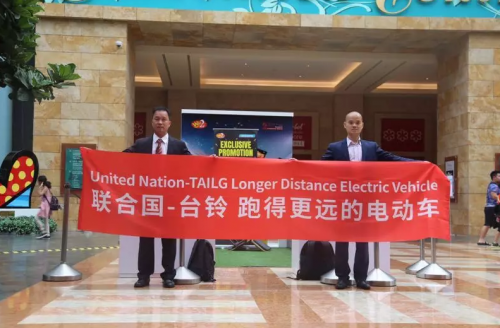 EXCLUSIVE
PROMOTION
United Nation-TAILG Longer Distance Electric Vehicle
联合国-台铃 跑得更远的电动车